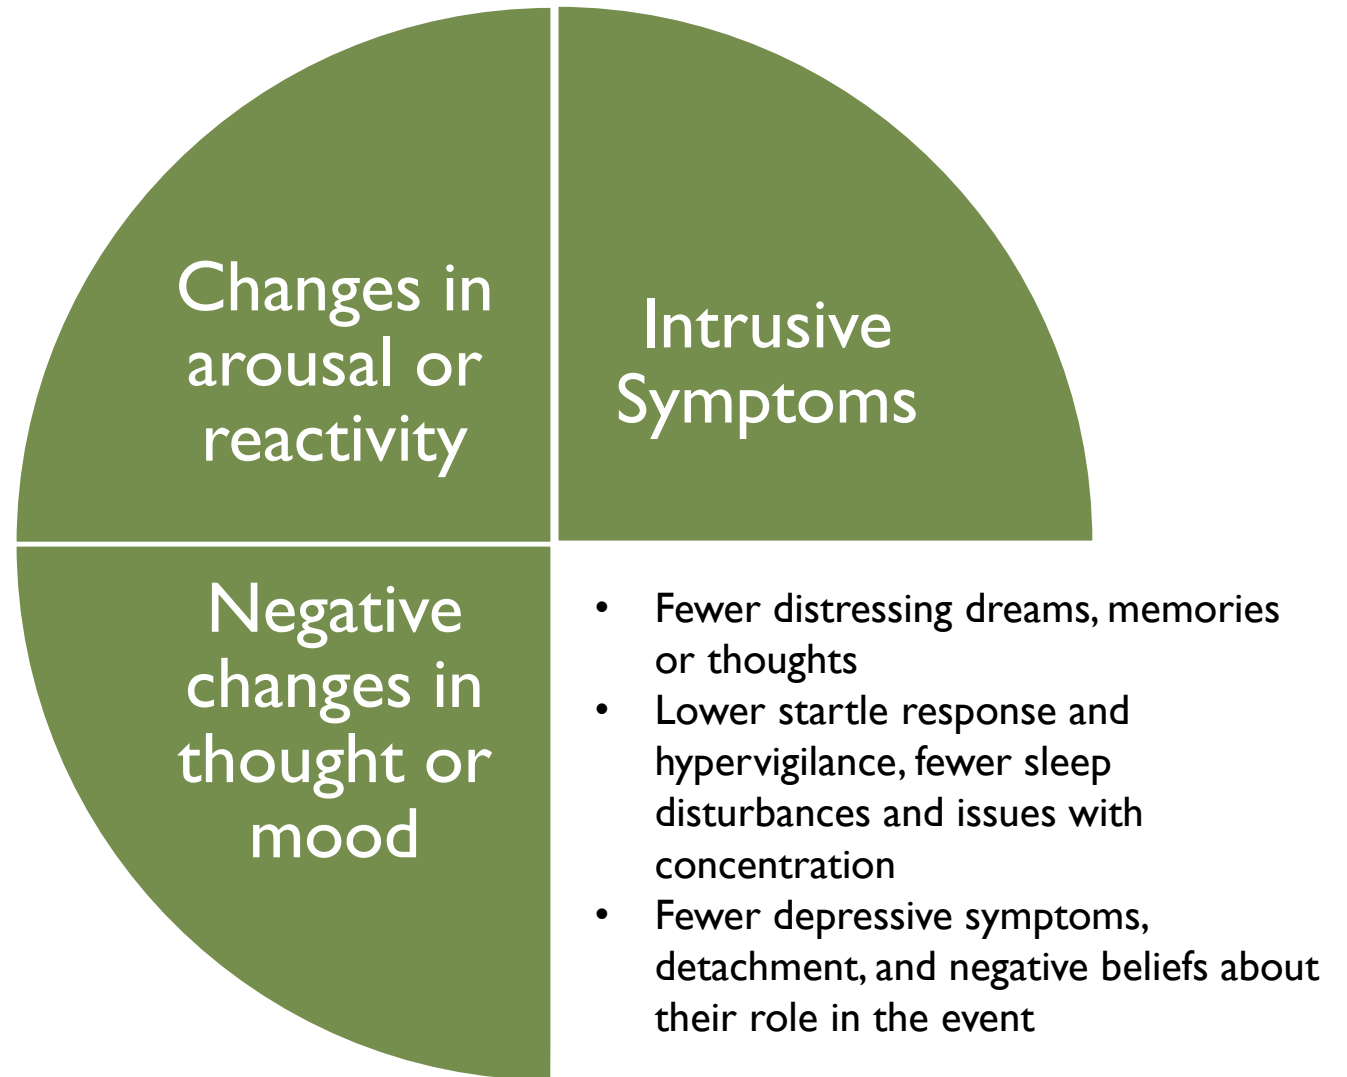 Changes in
arousal or
reactivity
Intrusive
Symptoms
Negative
changes in
thought or
mood
• Fewer distressing dreams, memories
or thoughts
• Lower startle response and
hypervigilance, fewer sleep
disturbances and issues with
concentration
• Fewer depressive symptoms,
detachment, and negative beliefs about
their role in the event